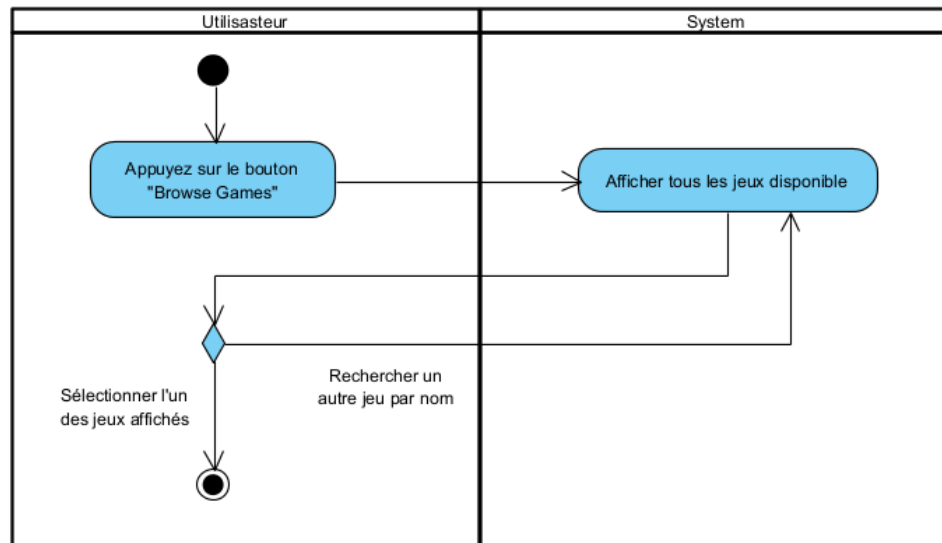 Utilisasteur
System
Appuyez sur le bouton
"Browse Games"
Afficher tous les jeux disponible
Sélectionner l'un
des jeux affichés
Rechercher un
autre jeu par nom